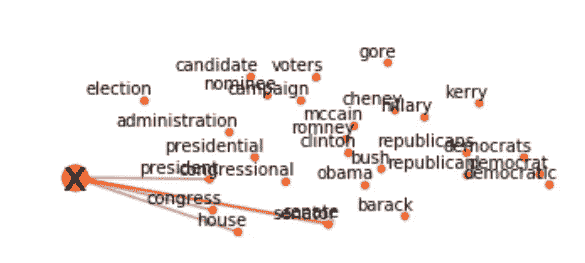 gore
candidate voters
nominee
election campaign
cheney hillary kerry
administration mccain
romney
presidential clinton republicans democrats
president congressional bush republican democrat
obama democratic
X
congress barack
house senator senate